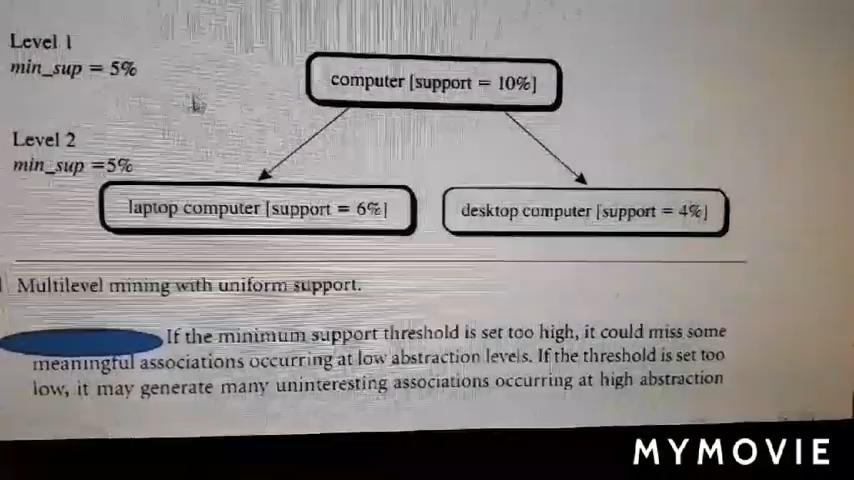 Level 1
min_sup = 5%
computer [support = 10%]
Level 2
min_sup =5%
laptop computer [support = 6%]
desktop computer [support = 4%]
Multilevel mining with uniform support.
If the minimum support threshold is set too high, it could miss some
meaningful associations occurring at low abstraction levels. If the threshold is set too
low, it may generate many uninteresting associations occurring at high abstraction
MYMOVIE